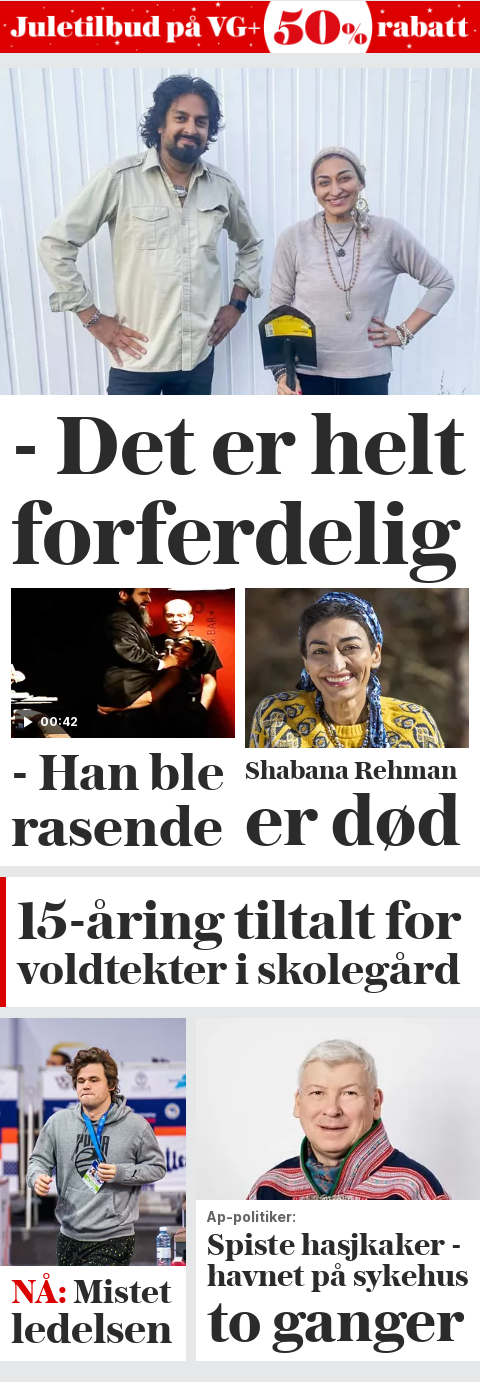 Juletilbud på VG+ 50% rabatt
- Det er helt
forferdelig
00:42
- Han ble
rasende
Shabana Rehman
er død
15-åring tiltalt for
voldtekter i skolegård
NÅ: Mistet
ledelsen
Ap-politiker:
Spiste hasjkaker -
havnet på sykehus
to ganger